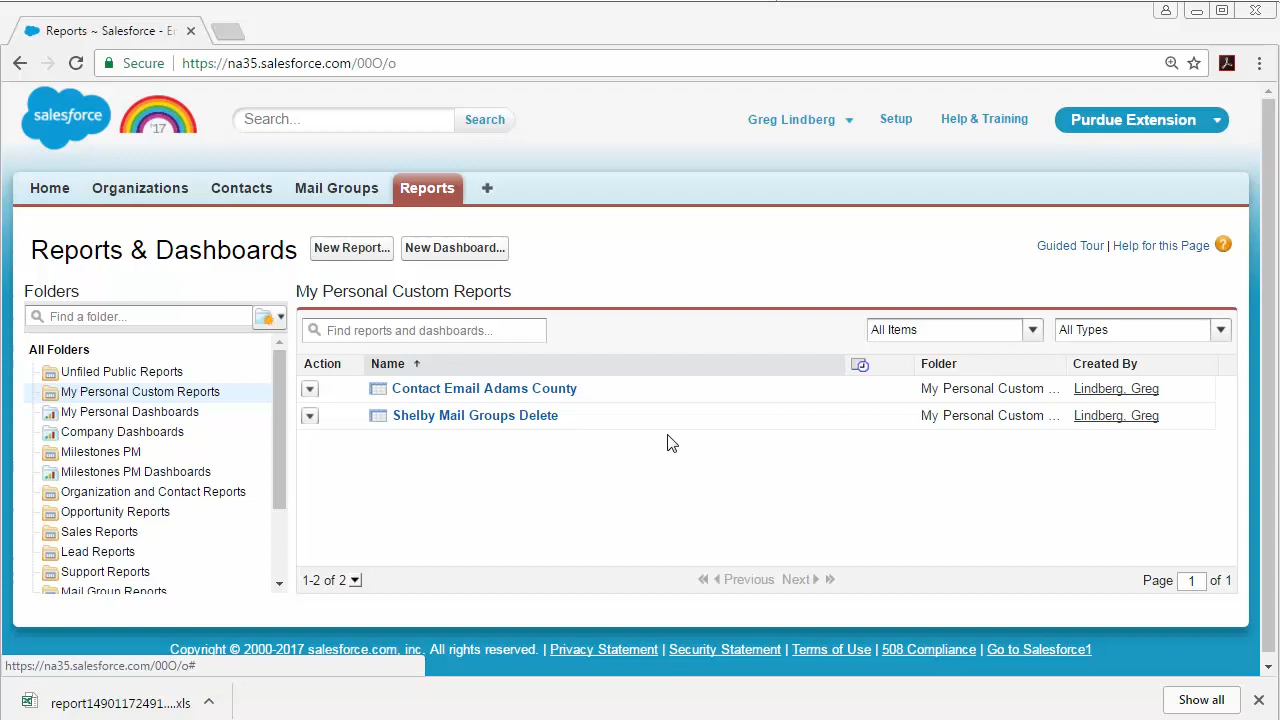 Reports ~ Salesforce - En
Secure https://na35.salesforce.com/00O/o
salesforce
'17
Search...
Search
Greg Lindberg
Setup
Help & Training
Purdue Extension
Home
Organizations
Contacts
Mail Groups
Reports
Reports & Dashboards
New Report...
New Dashboard...
Guided Tour | Help for this Page
?
Folders
Find a folder...
All Folders
Unfiled Public Reports
My Personal Custom Reports
My Personal Dashboards
Company Dashboards
Milestones PM
Milestones PM Dashboards
Organization and Contact Reports
Opportunity Reports
Sales Reports
Lead Reports
Support Reports
Mail Group Reports
My Personal Custom Reports
Find reports and dashboards...
All Items
All Types
Action Name Folder Created By
Contact Email Adams County My Personal Custom ... Lindberg, Greg
Shelby Mail Groups Delete My Personal Custom ... Lindberg, Greg
1-2 of 2
Previous Next
Page 1 of 1
Copyright © 2000-2017 salesforce.com, inc. All rights reserved. | Privacy Statement | Security Statement | Terms of Use | 508 Compliance | Go to Salesforce1
https://na35.salesforce.com/00O/o#
report14901172491....xls
Show all